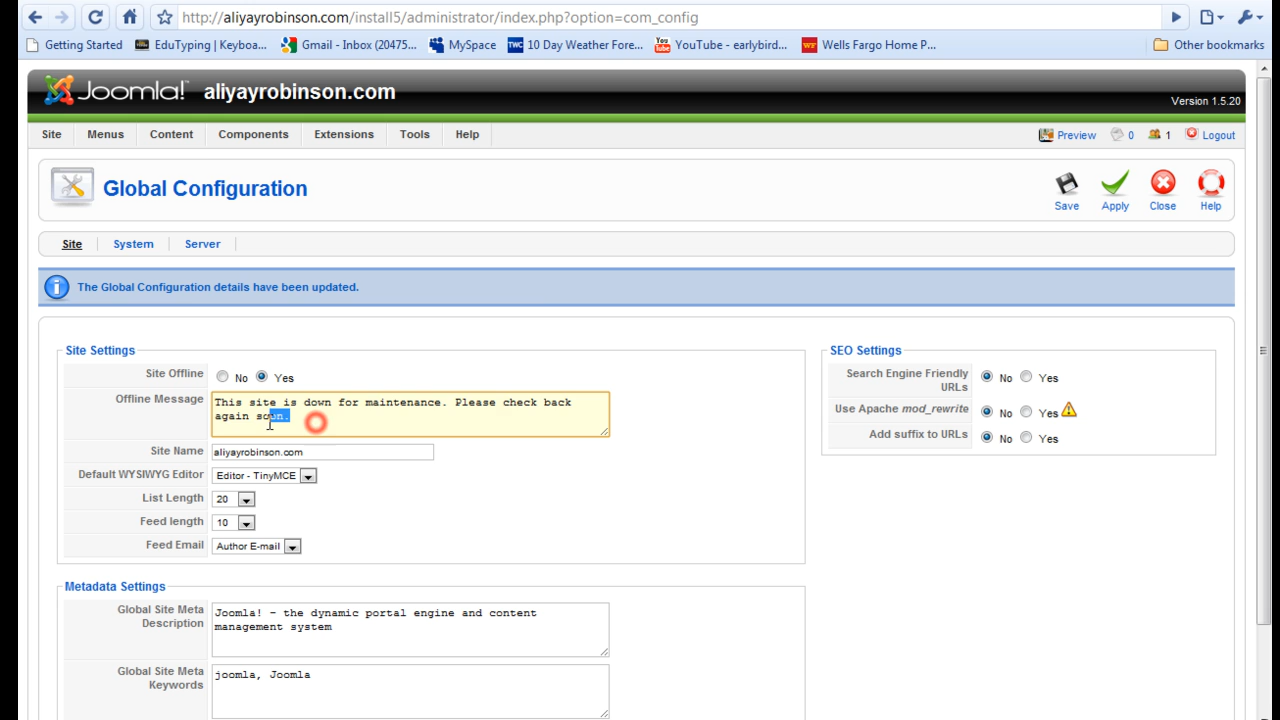 http://aliyayrobinson.com/install5/administrator/index.php?option=com_config
Getting Started EduTyping | Keyboa... Gmail - Inbox (20475... MySpace TWC 10 Day Weather Fore... You Tube YouTube - earlybird... WF Wells Fargo Home P... Other bookmarks
Joomla! aliyayrobinson.com
Version 1.5.20
Site Menus Content Components Extensions Tools Help Preview 0 1 Logout
Global Configuration
Save Apply Close Help
Site System Server
The Global Configuration details have been updated.
Site Settings
Site Offline No Yes
Offline Message This site is down for maintenance. Please check back
again soon.
Site Name aliyayrobinson.com
Default WYSIWYG Editor Editor - TinyMCE
List Length 20
Feed length 10
Feed Email Author E-mail
SEO Settings
Search Engine Friendly
URLs No Yes
Use Apache mod_rewrite No Yes
Add suffix to URLs No Yes
Metadata Settings
Global Site Meta
Description Joomla! - the dynamic portal engine and content
management system
Global Site Meta
Keywords joomla, Joomla